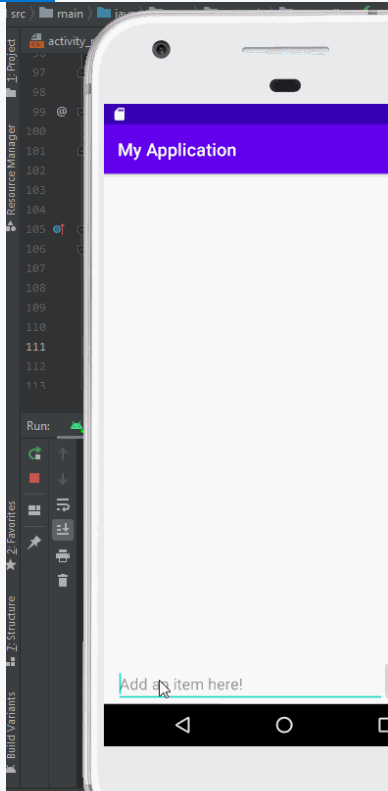 src
main
java
activity_
1: Project
97
98
99 @
100
101
102
103
104
105
106
107
108
109
110
111
112
113
Resource Manager
My Application
Run:
2: Favorites
7: Structure
Build Variants
Add an item here!